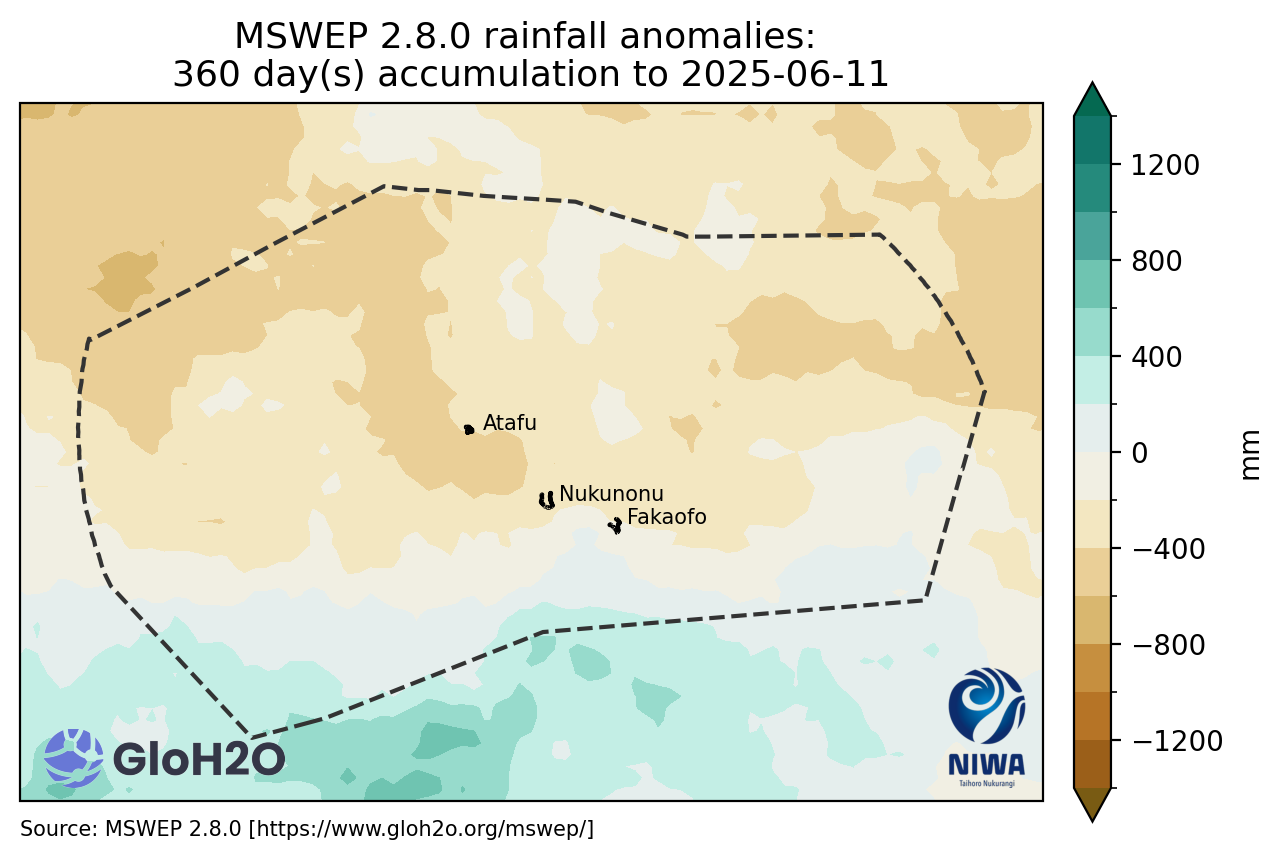 MSWEP 2.8.0 rainfall anomalies:
360 day(s) accumulation to 2025-06-11
1200
800
400
0
−400
−800
−1200
mm
Atafu
Nukunonu
Fakaofo
GloH2O
NIWA
Taihoro Nukurangi
Source: MSWEP 2.8.0 [https://www.gloh2o.org/mswep/]